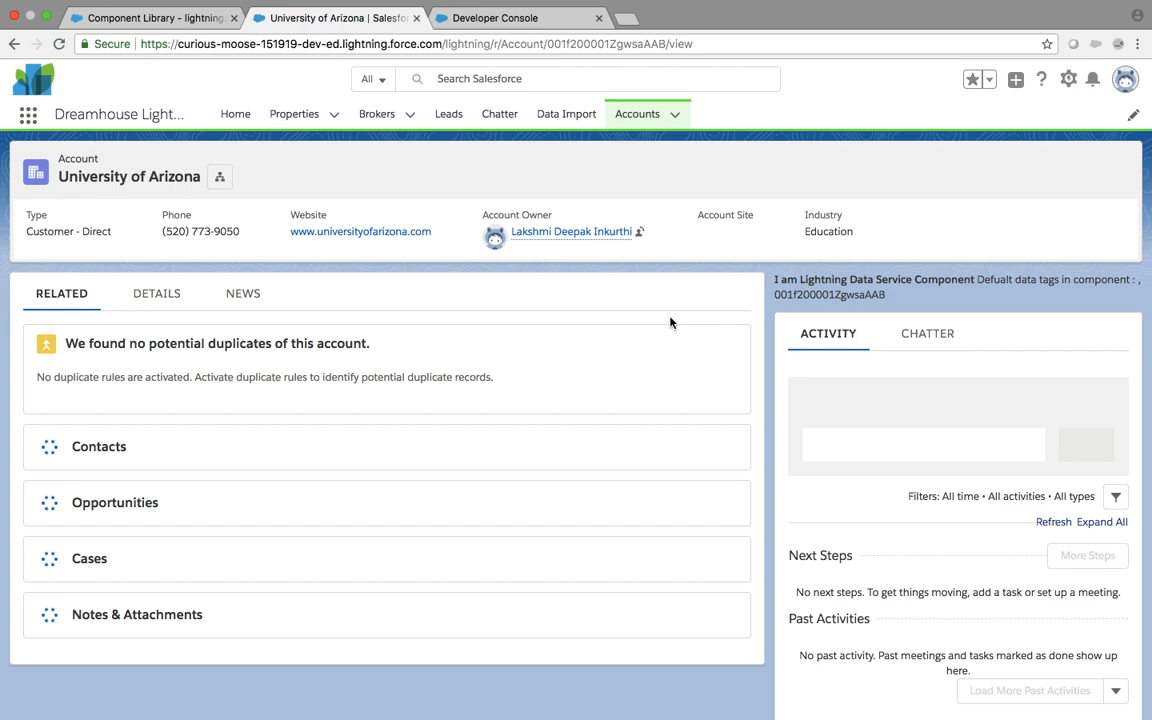 Component Library - lightning
University of Arizona | Salesfo
Developer Console
Secure | https://curious-moose-151919-dev-ed.lightning.force.com/lightning/r/Account/001f200001ZgwsaAAB/view
All
Search Salesforce
Dreamhouse Light...
Home
Properties
Brokers
Leads
Chatter
Data Import
Accounts
Account
University of Arizona
Type
Phone
Website
Account Owner
Account Site
Industry
Customer - Direct
(520) 773-9050
www.universityofarizona.com
Lakshmi Deepak Inkurthi
Education
RELATED
DETAILS
NEWS
We found no potential duplicates of this account.
No duplicate rules are activated. Activate duplicate rules to identify potential duplicate records.
Contacts
Opportunities
Cases
Notes & Attachments
I am Lightning Data Service Component Defualt data tags in component : ,
001f200001ZgwsaAAB
ACTIVITY
CHATTER
Filters: All time • All activities • All types
Refresh Expand All
Next Steps
More Steps
No next steps. To get things moving, add a task or set up a meeting.
Past Activities
No past activity. Past meetings and tasks marked as done show up
here.
Load More Past Activities